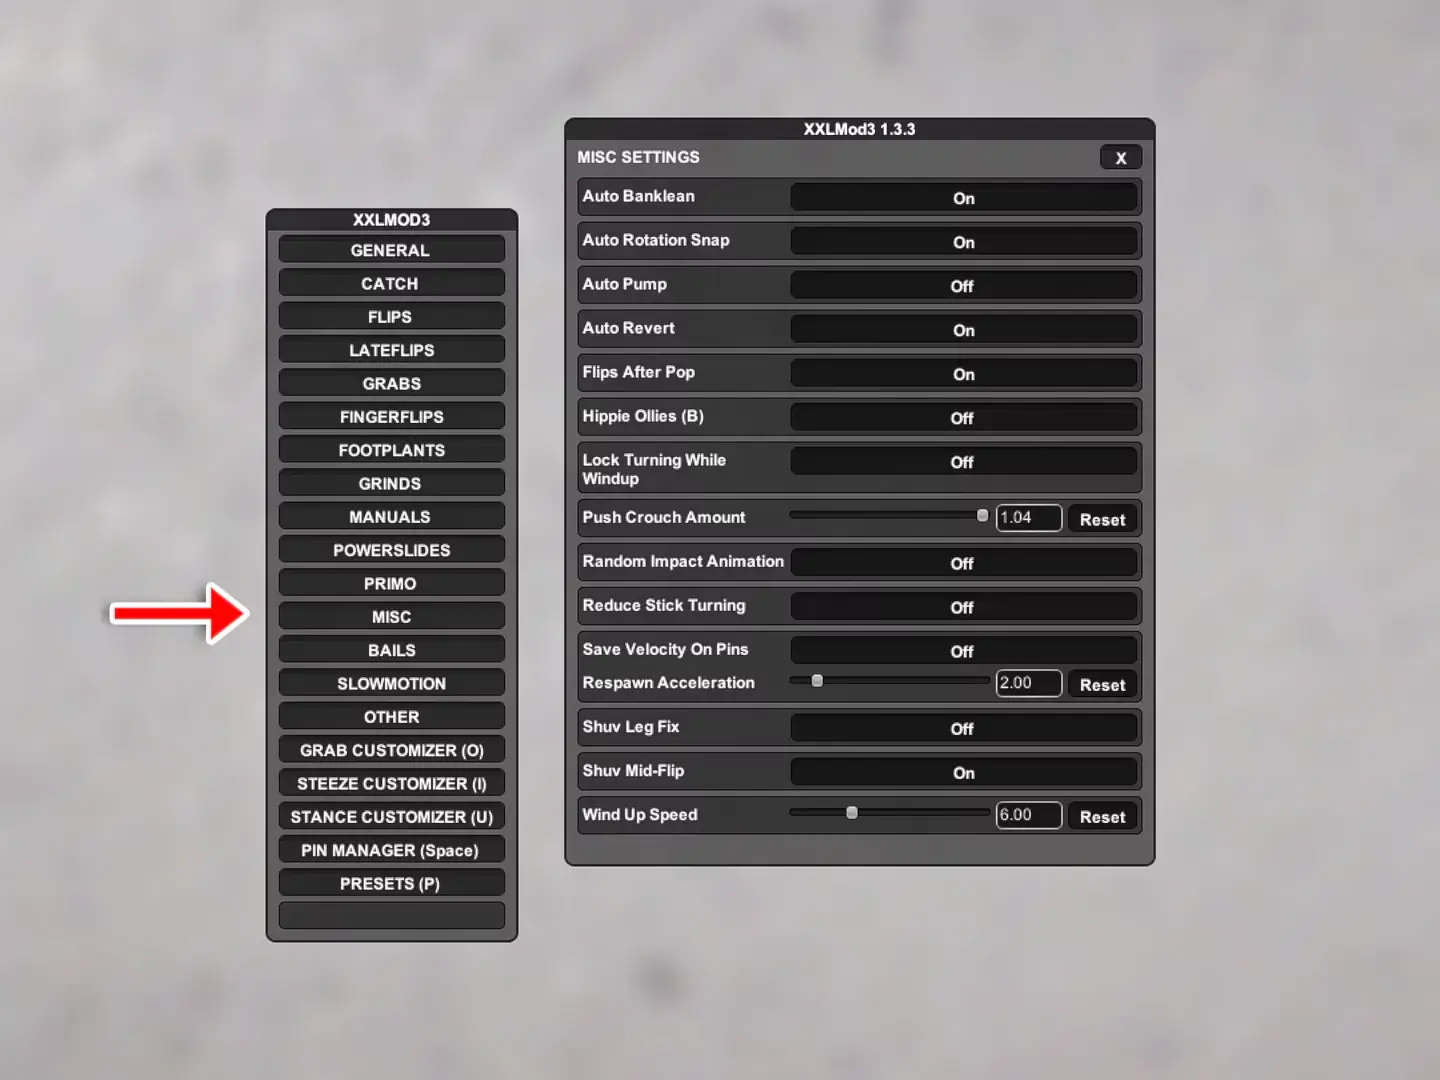 XXLMOD3
GENERAL
CATCH
FLIPS
LATEFLIPS
GRABS
FINGERFLIPS
FOOTPLANTS
GRINDS
MANUALS
POWERSLIDES
PRIMO
MISC
BAILS
SLOWMOTION
OTHER
GRAB CUSTOMIZER (O)
STEEZE CUSTOMIZER (I)
STANCE CUSTOMIZER (U)
PIN MANAGER (Space)
PRESETS (P)
XXLMod3 1.3.3
MISC SETTINGS X
Auto Banklean On
Auto Rotation Snap On
Auto Pump Off
Auto Revert On
Flips After Pop On
Hippie Ollies (B) Off
Lock Turning While Off
Windup
Push Crouch Amount 1.04 Reset
Random Impact Animation Off
Reduce Stick Turning Off
Save Velocity On Pins Off
Respawn Acceleration 2.00 Reset
Shuv Leg Fix Off
Shuv Mid-Flip On
Wind Up Speed 6.00 Reset